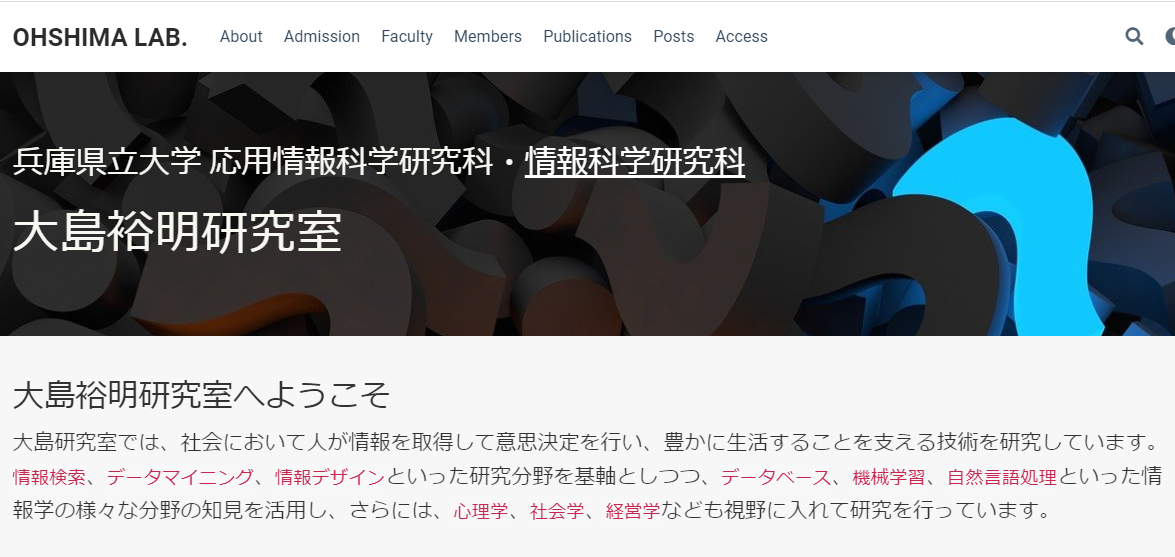 OHSHIMA LAB. About Admission Faculty Members Publications Posts Access
兵庫県立大学 応用情報科学研究科・情報科学研究科
大島裕明研究室
大島裕明研究室へようこそ
大島研究室では、社会において人が情報を取得して意思決定を行い、豊かに生活することを支える技術を研究しています。
情報検索、データマイニング、情報デザインといった研究分野を基軸としつつ、データベース、機械学習、自然言語処理といった情
報学の様々な分野の知見を活用し、さらには、心理学、社会学、経営学なども視野に入れて研究を行っています。